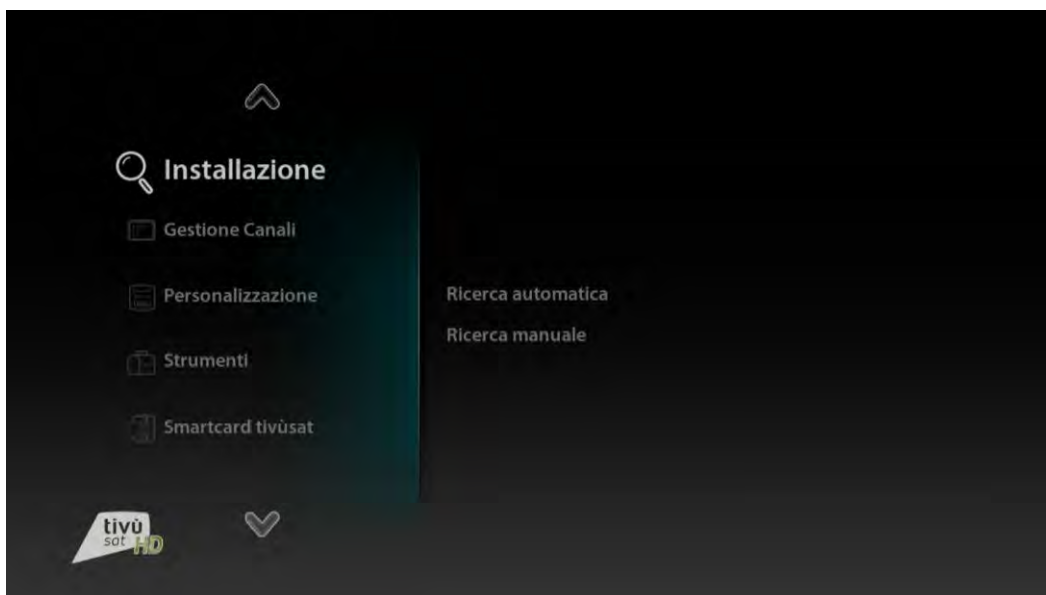 Installazione
Gestione Canali
Personalizzazione
Strumenti
Smartcard tivùsat
Ricerca automatica
Ricerca manuale
tivù
sat HD